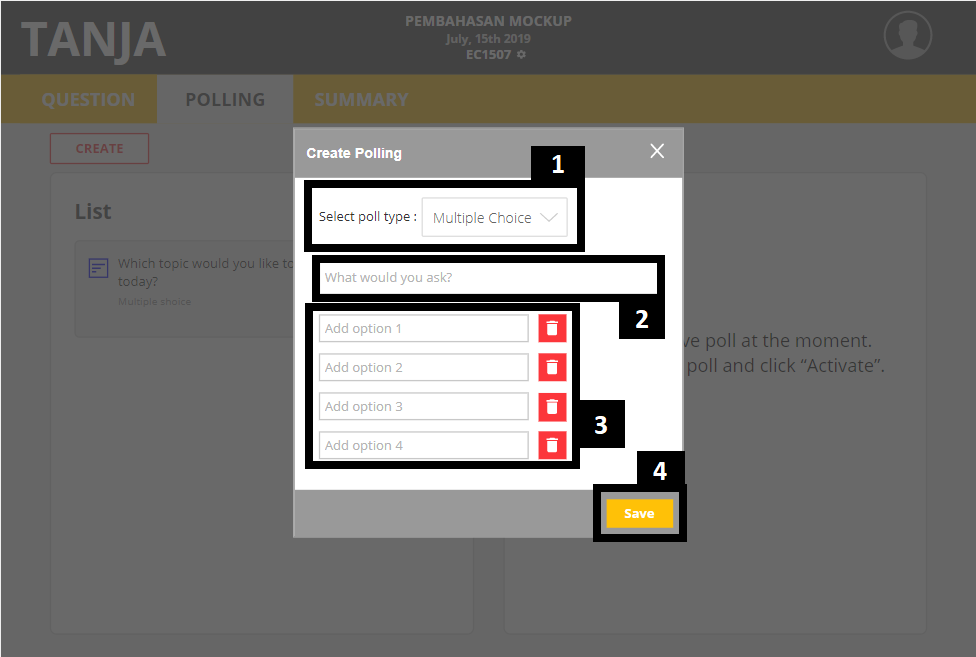 TANJA
PEMBAHASAN MOCKUP
July, 15th 2019
EC1507
QUESTION
POLLING
SUMMARY
CREATE
List
Which topic would you like to
today?
Multiple shoice
ve poll at the moment.
poll and click “Activate”.
Create Polling
1
Select poll type :
Multiple Choice
What would you ask?
2
Add option 1
Add option 2
Add option 3
Add option 4
3
4
Save